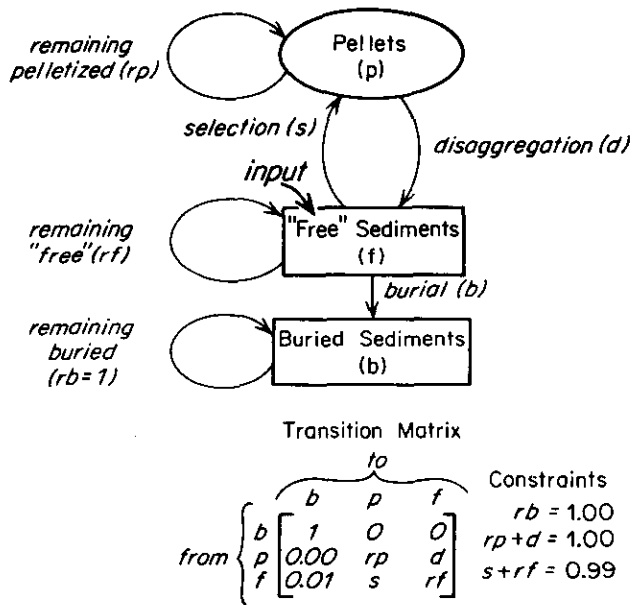 remaining
pelletized (rp)
Pellets
(p)
selection (s)
disaggregation (d)
input
remaining
"free" (rf)
"Free" Sediments
(f)
burial (b)
remaining
buried
(rb=1)
Buried Sediments
(b)
Transition Matrix
to
Constraints
b p f
rb = 1.00
b 1 0 0
rp+d = 1.00
from p 0.00 rp d
s+rf = 0.99
f 0.01 s rf